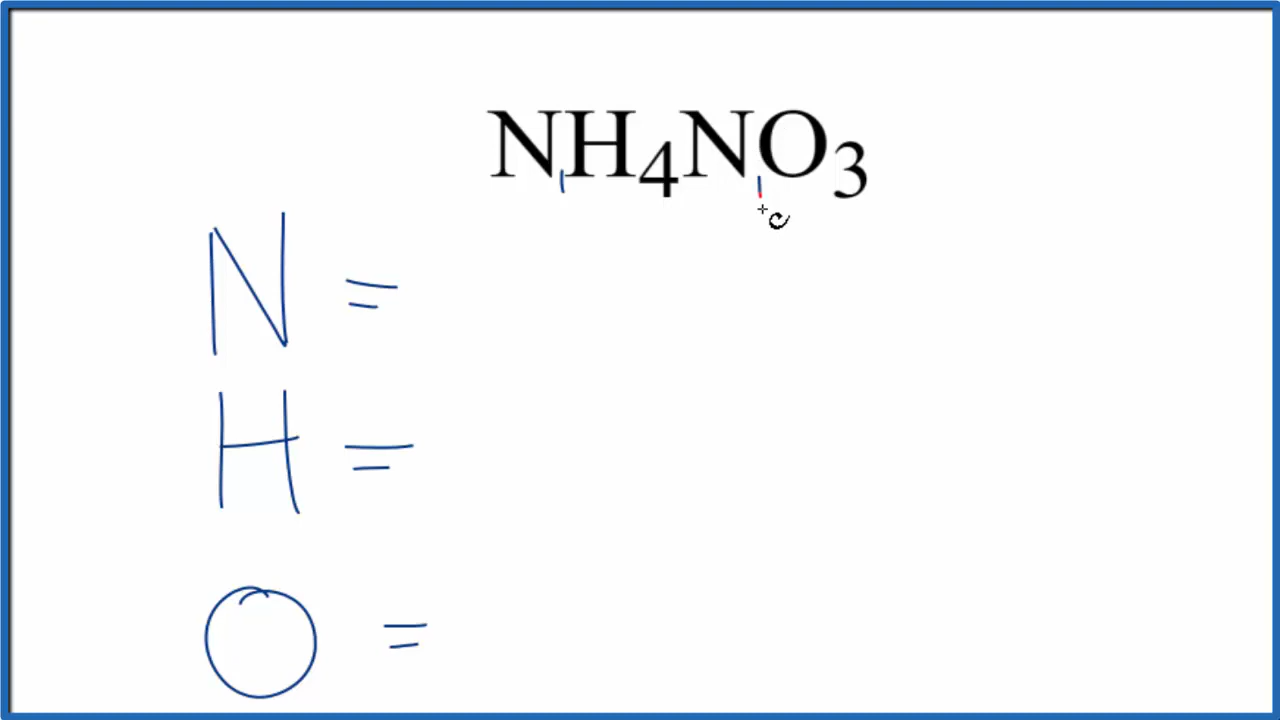 NH₄NO₃
N =
H =
O =